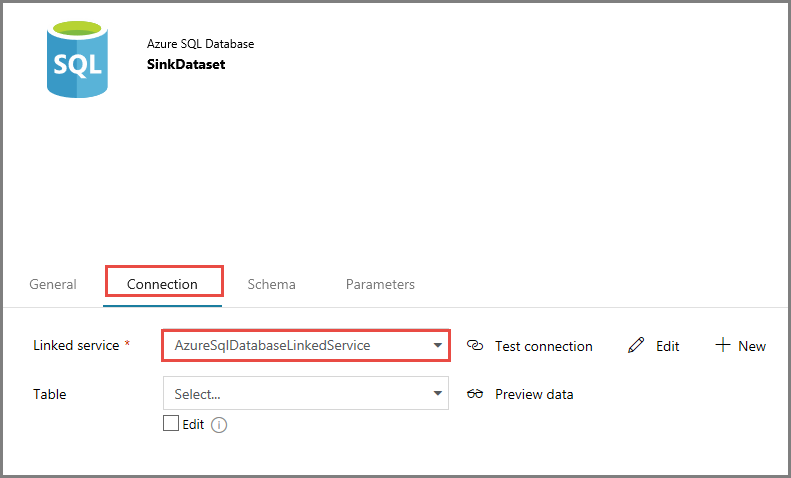 SQL
Azure SQL Database
SinkDataset
General Connection Schema Parameters
Linked service * AzureSqlDatabaseLinkedService Test connection Edit New
Table Select... Preview data
Edit i